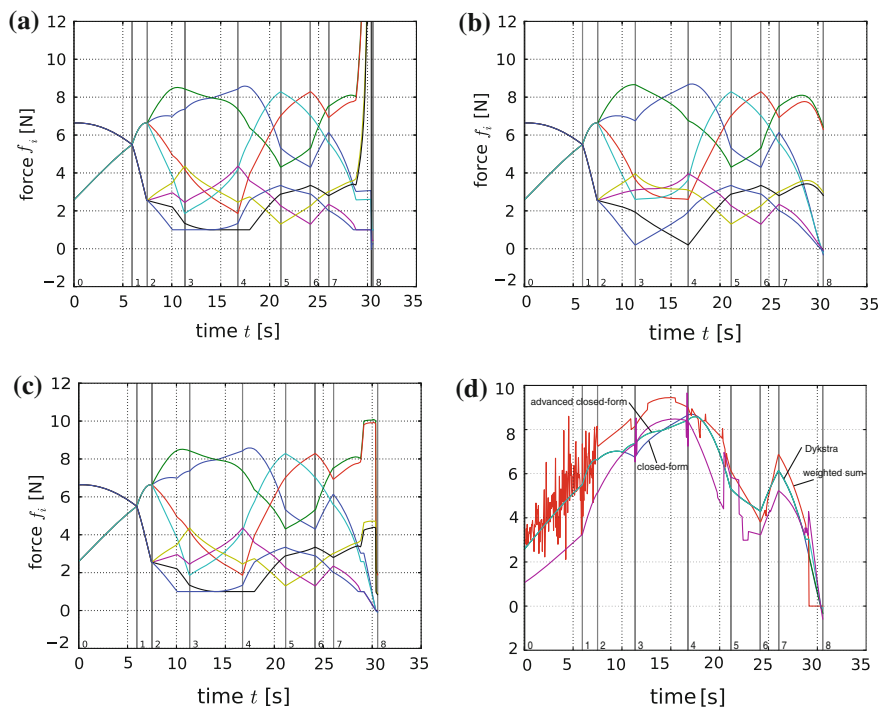 (a)
12
10
8
6
4
2
0
−2
force f i [N]
0 1 2 3 4 5 6 7 8
0 5 10 15 20 25 30 35
time t [s]
(b)
12
10
8
6
4
2
0
−2
force f i [N]
0 1 2 3 4 5 6 7 8
0 5 10 15 20 25 30 35
time t [s]
(c)
12
10
8
6
4
2
0
−2
force f i [N]
0 1 2 3 4 5 6 7 8
0 5 10 15 20 25 30 35
time t [s]
(d)
10
8
6
4
2
0
2
advanced closed-form
closed-form
Dykstra
weighted sum
0 1 2 3 4 5 6 7 8
0 5 10 15 20 25 30 35
time [s]